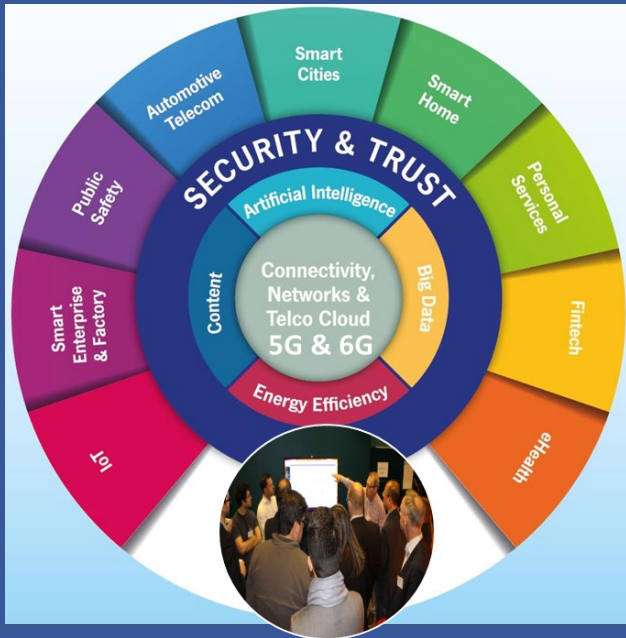 IoT
Smart
Enterprise
& Factory
Public
Safety
Automotive
Telecom
Smart
Cities
Smart
Home
Personal
Services
Fintech
eHealth
SECURITY & TRUST
Artificial Intelligence
Content
Big Data
Energy Efficiency
Connectivity,
Networks &
Telco Cloud
5G & 6G